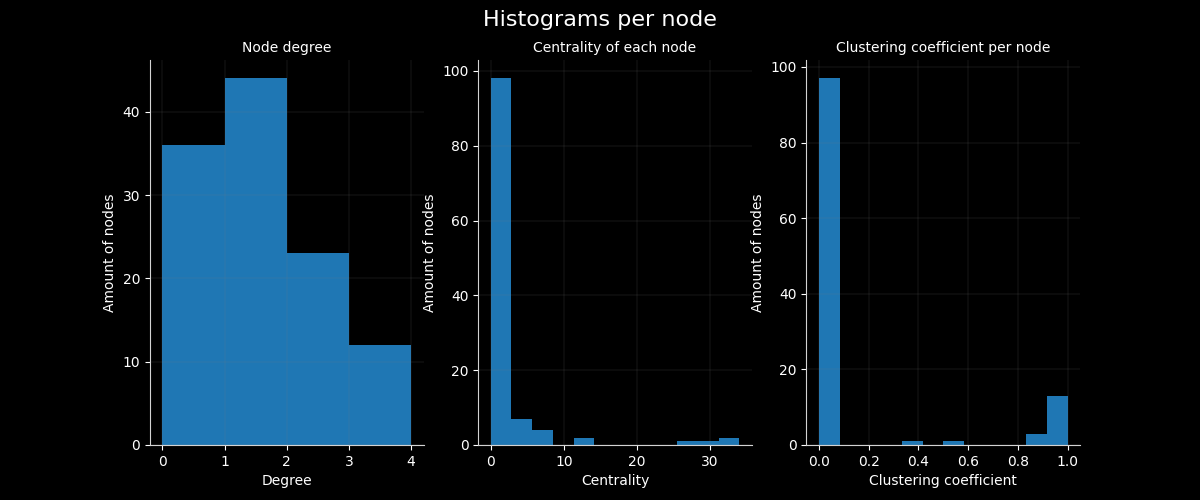 Histograms per node
Node degree
Amount of nodes
0
10
20
30
40
0 1 2 3 4
Degree
Centrality of each node
Amount of nodes
0
20
40
60
80
100
0 10 20 30
Centrality
Clustering coefficient per node
Amount of nodes
0
20
40
60
80
100
0.0 0.2 0.4 0.6 0.8 1.0
Clustering coefficient